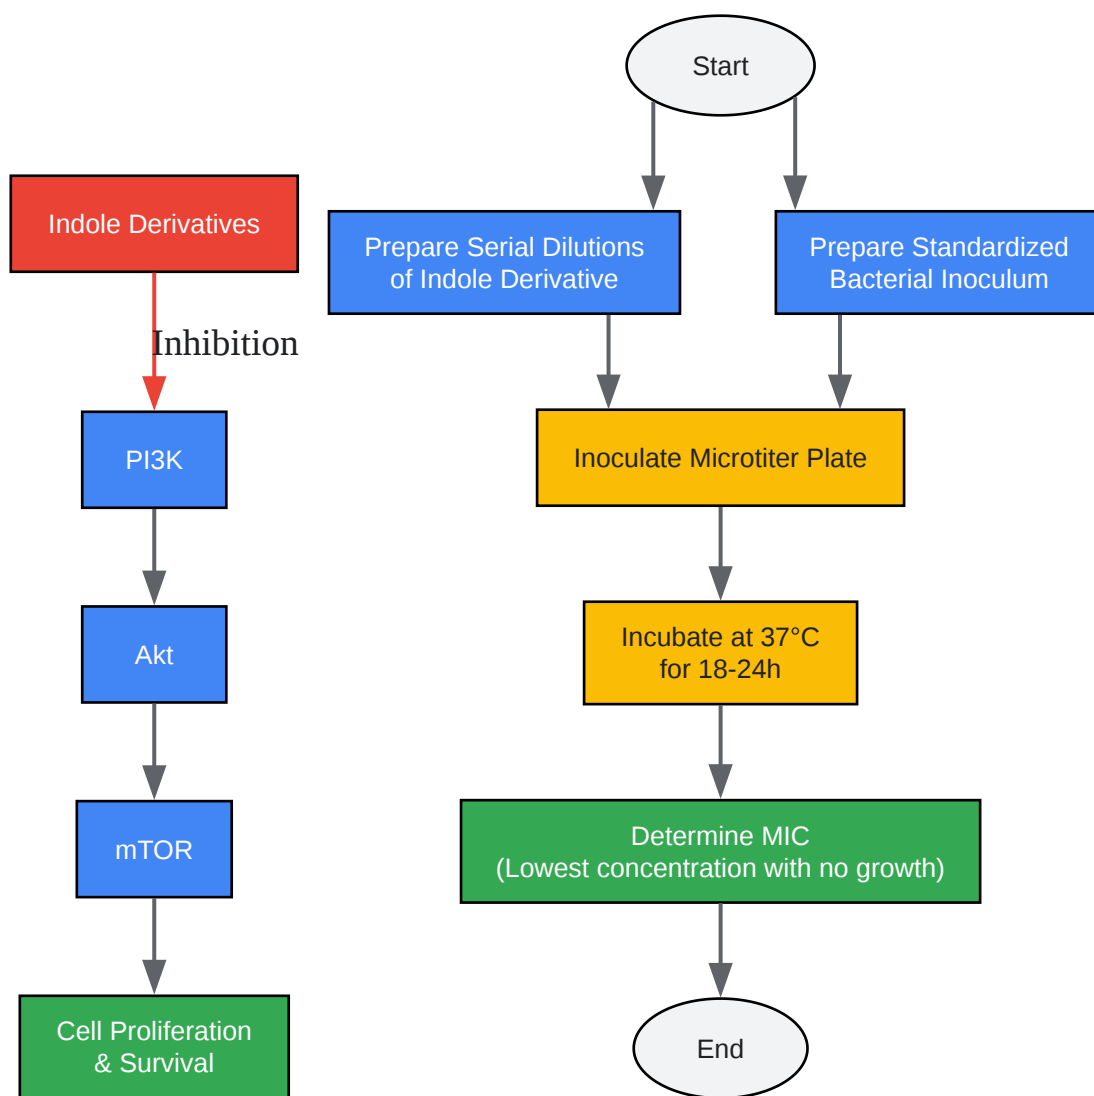 Indole Derivatives
Inhibition
PI3K
Akt
mTOR
Cell Proliferation
& Survival
Start
Prepare Serial Dilutions
of Indole Derivative
Prepare Standardized
Bacterial Inoculum
Inoculate Microtiter Plate
Incubate at 37°C
for 18-24h
Determine MIC
(Lowest concentration with no growth)
End